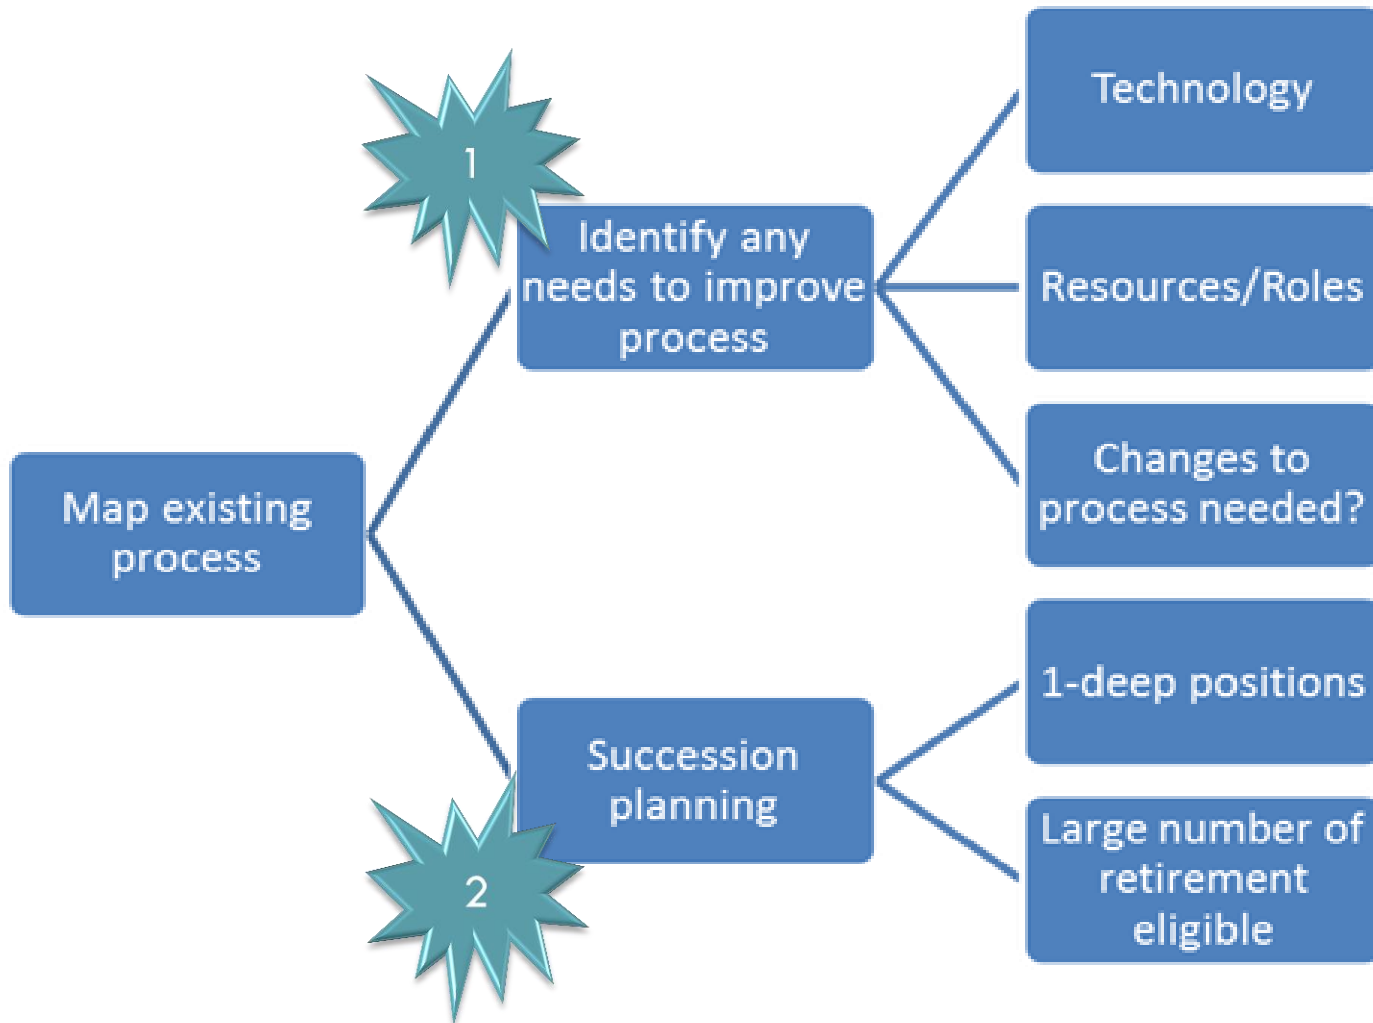 1
Identify any
needs to improve
process
Technology
Resources/Roles
Changes to
process needed?
Map existing
process
2
Succession
planning
1-deep positions
Large number of
retirement
eligible